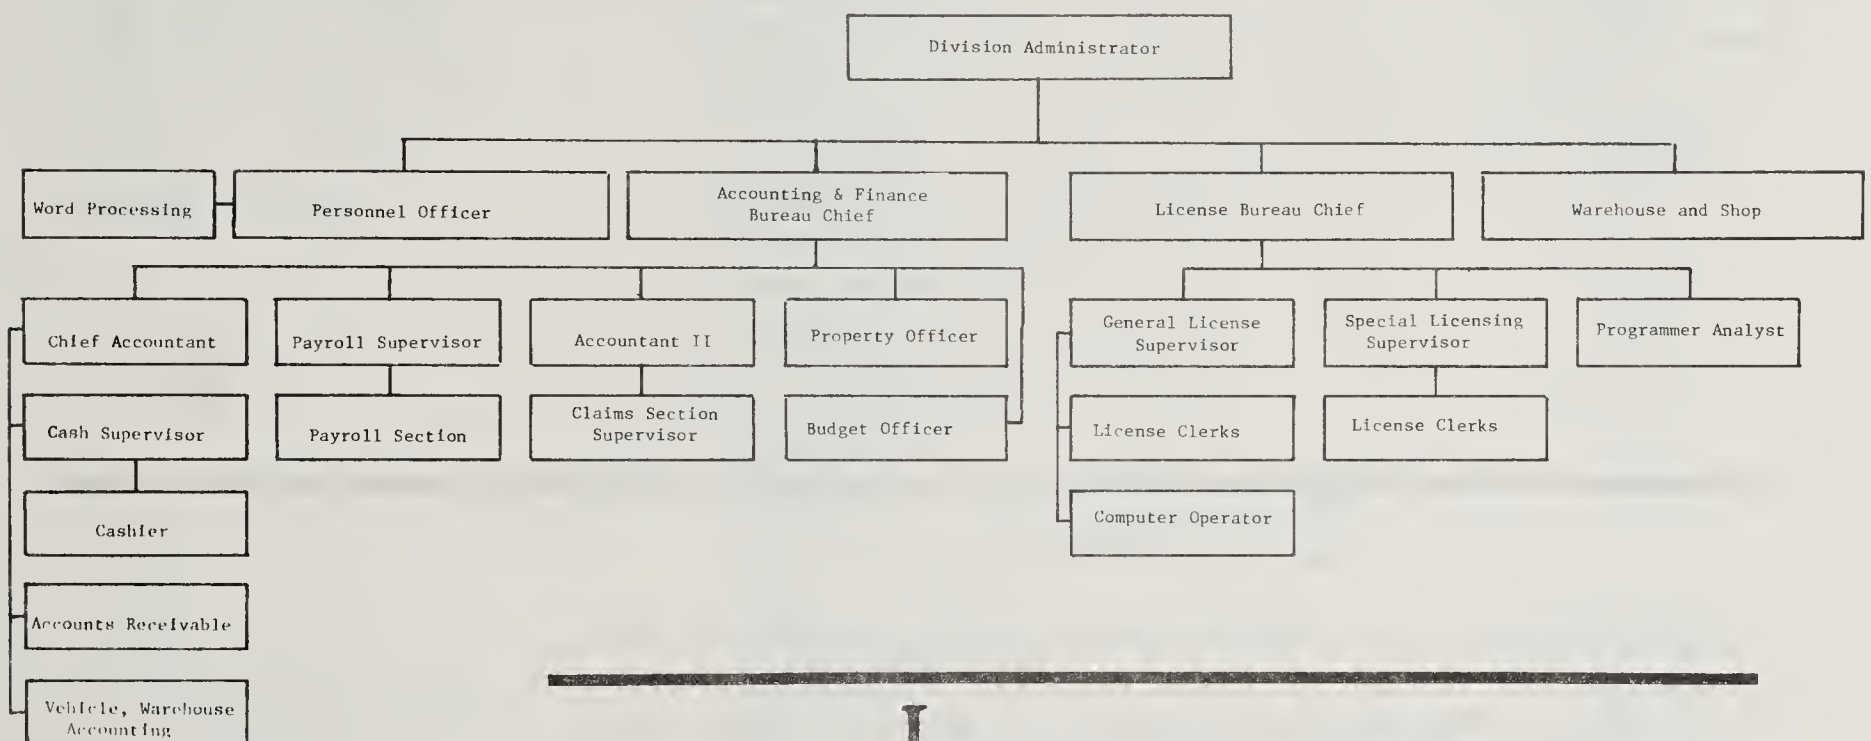 Division Administrator
Word Processing
Personnel Officer
Accounting & Finance
Bureau Chief
License Bureau Chief
Warehouse and Shop
Chief Accountant
Payroll Supervisor
Accountant II
Property Officer
General License
Supervisor
Special Licensing
Supervisor
Programmer Analyst
Cash Supervisor
Payroll Section
Claims Section
Supervisor
Budget Officer
License Clerks
License Clerks
Cashier
Computer Operator
Accounts Receivable
Vehicle, Warehouse
Accounting